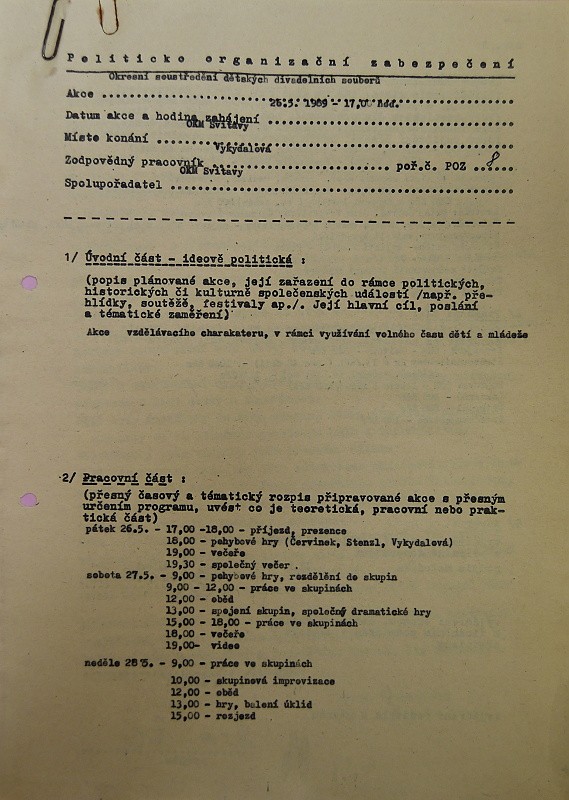 Politicko organizační zabezpečení
Okresní soustředění dětských divadelních souborů
Akce
26.5. 1989 - 17,00 hod.
Datum akce a hodina zahájení
OKM Svitavy
Místo konání
Vykydalová
Zodpovědný pracovník poř.č. POZ 8
OKM Svitavy
Spolupořadatel
1/ Úvodní část - ideově politická :
(popis plánované akce, její zařazení do rámce politických,
historických či kulturně společenských událostí /např. pře-
hlídky, soutěžě, festivaly ap./. Její hlavní cíl, poslání
a tématické zaměření)
Akce vzdělávacího charakateru, v rámci využívání volného času dětí a mládeže
2/ Pracovní část :
(přesný časový a tématický rozpis připravované akce s přesným
určením programu, uvést co je teoretická, pracovní nebo prak-
tická část)
pátek 26.5. - 17,00 -18,00 - příjezd, presence
18,00 - pohybové hry (Červinek, Stenzl, Vykydalová)
19,00 - večeře
19,30 - společný večer .
sobota 27.5. - 9,00 - pohybové hry, rozdělění do skupin
9,00 - 12,00 - práce ve skupinách
12,00 - oběd
13,00 - spojení skupin, společný dramatické hry
15,00 - 18,00 - práce ve skupinách
18,00 - večeře
19,00- video
neděle 28.5. - 9,00 - práce ve skupinách
10,00 - skupinová improvizace
12,00 - oběd
13,00 - hry, balení úklid
15,00 - rozjezd